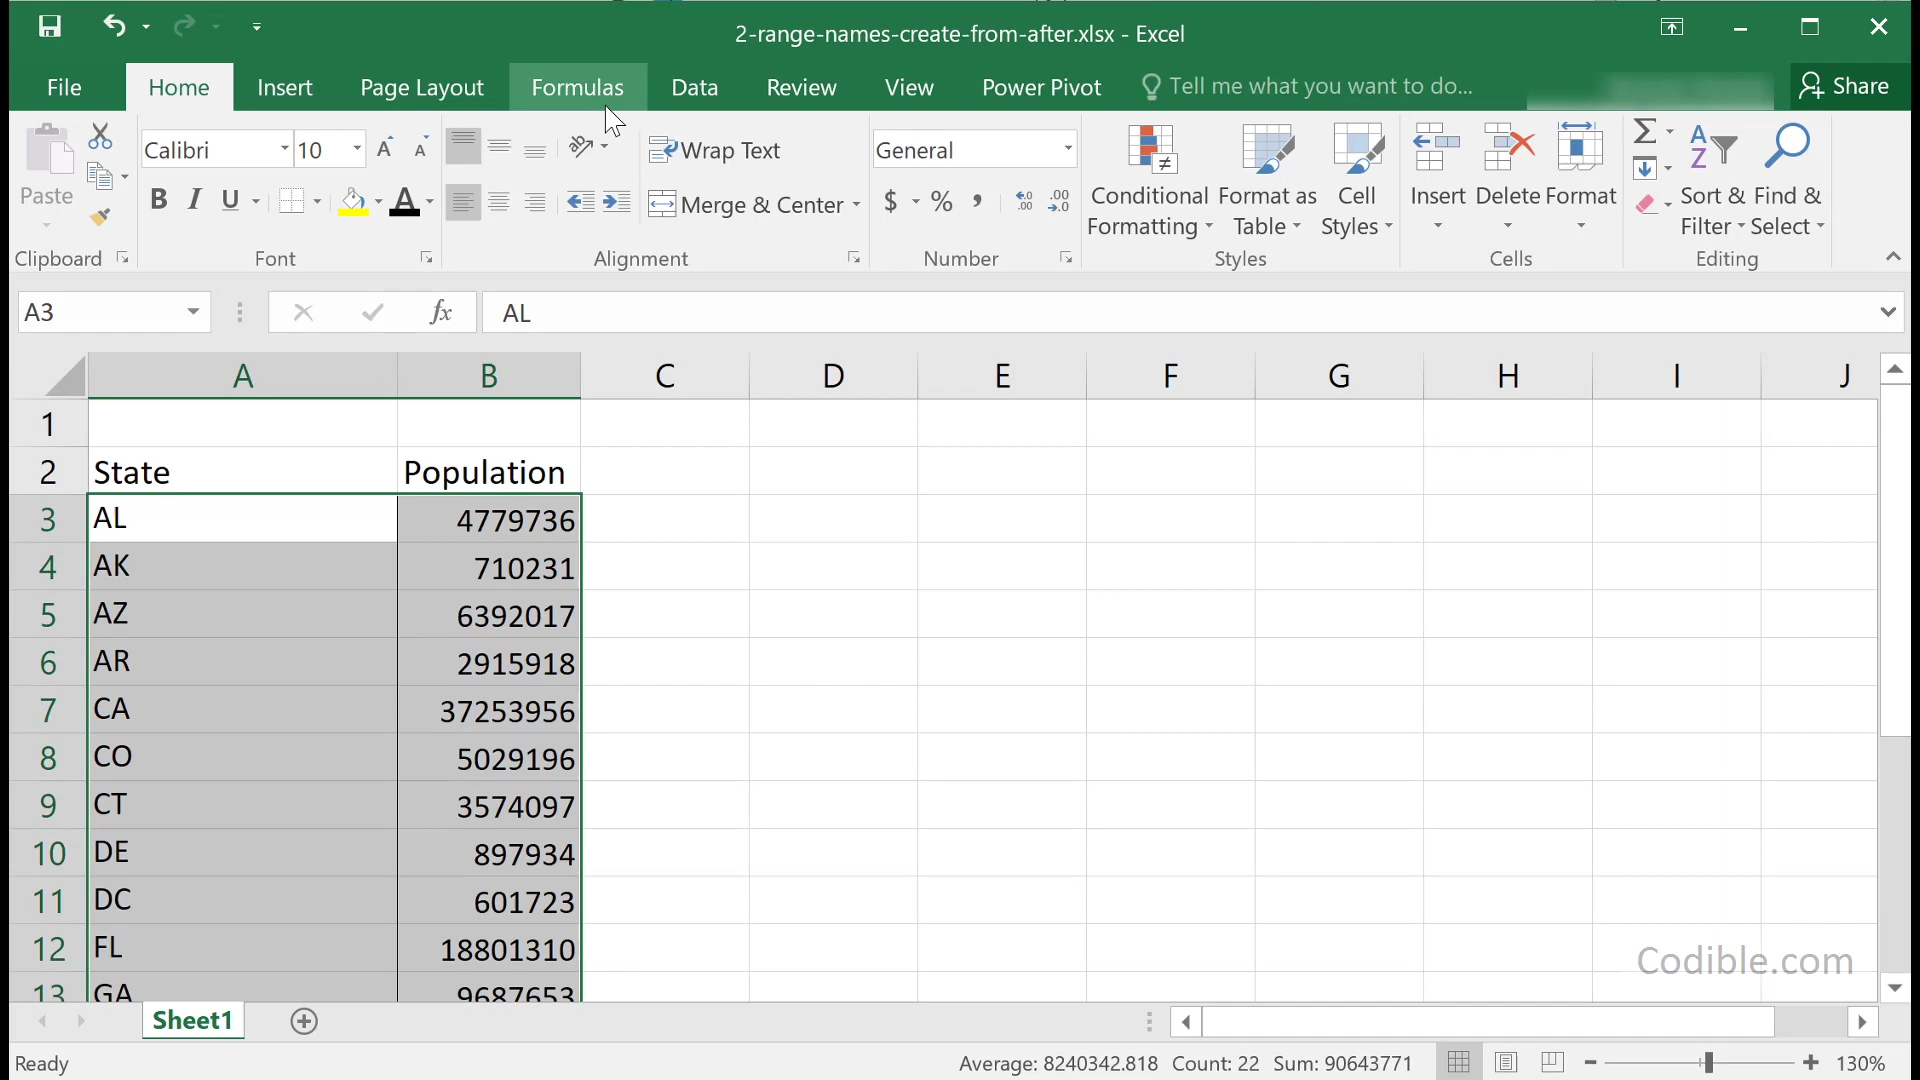 2-range-names-create-from-after.xlsx - Excel
File Home Insert Page Layout Formulas Data Review View Power Pivot Tell me what you want to do... Share
Paste
Calibri 10
A A
ab
Wrap Text
General
B I U A
Merge & Center
$ % , .00 .00
Conditional Formatting
Format as Table
Cell Styles
Insert Delete Format
Σ
Sort & Filter
Find & Select
Clipboard Font Alignment Number Styles Cells Editing
A3 fx AL
A B C D E F G H I J
1
2 State Population
3 AL 4779736
4 AK 710231
5 AZ 6392017
6 AR 2915918
7 CA 37253956
8 CO 5029196
9 CT 3574097
10 DE 897934
11 DC 601723
12 FL 18801310
13 GA 9687653
Codible.com
Sheet1
Ready Average: 8240342.818 Count: 22 Sum: 90643771 130%